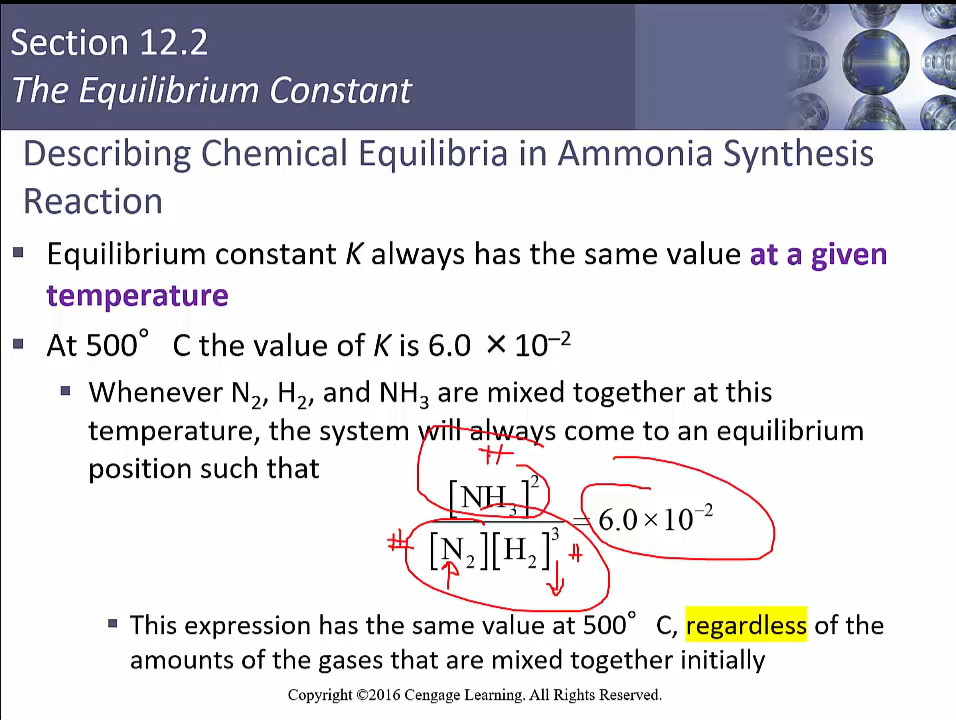 Section 12.2
The Equilibrium Constant
Describing Chemical Equilibria in Ammonia Synthesis
Reaction
▪ Equilibrium constant K always has the same value at a given
temperature
▪ At 500° C the value of K is 6.0 × 10⁻²
▪ Whenever N₂, H₂, and NH₃ are mixed together at this
temperature, the system will always come to an equilibrium
position such that
#
[NH₃]²
# = 6.0 × 10⁻²
[N₂][H₂]³ #
↑ ↓
▪ This expression has the same value at 500° C, regardless of the
amounts of the gases that are mixed together initially
Copyright ©2016 Cengage Learning. All Rights Reserved.